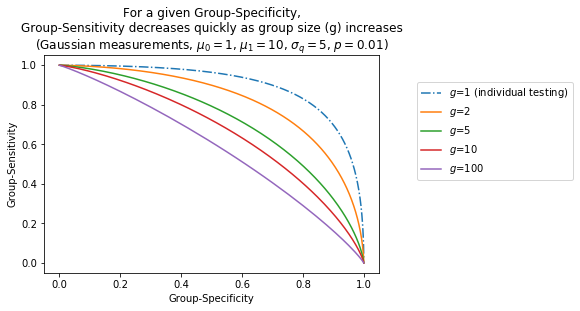 For a given Group-Specificity,
Group-Sensitivity decreases quickly as group size (g) increases
(Gaussian measurements, μ₀ = 1, μ₁ = 10, σ_q = 5, p = 0.01)
1.0
0.8
0.6
0.4
0.2
0.0
Group-Sensitivity
0.0 0.2 0.4 0.6 0.8 1.0
Group-Specificity
g=1 (individual testing)
g=2
g=5
g=10
g=100